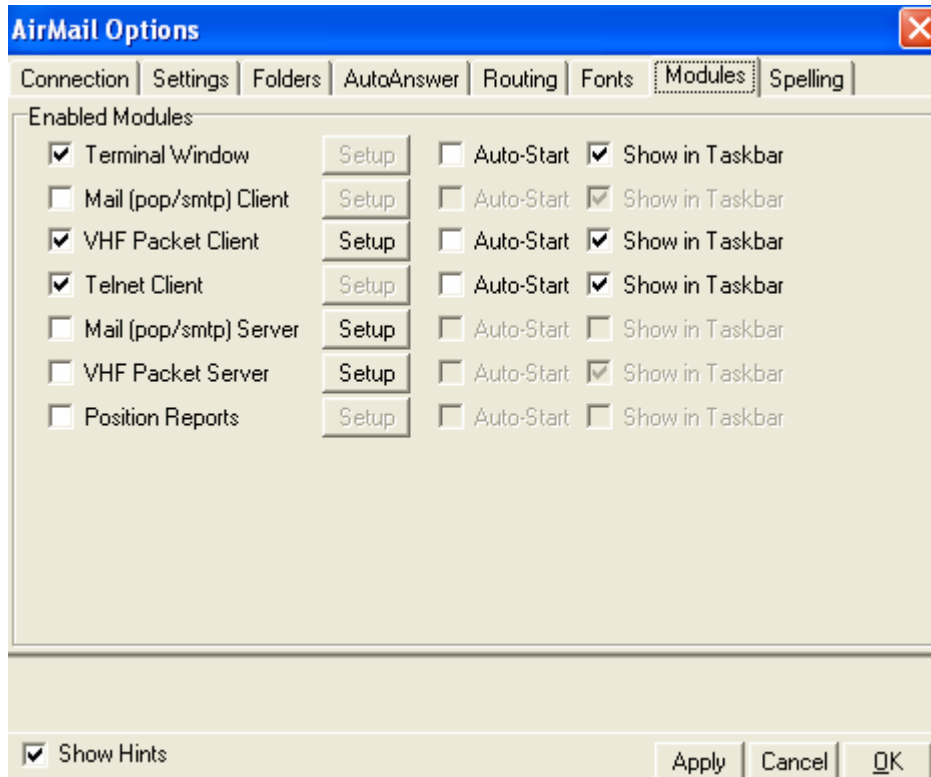 AirMail Options
Connection Settings Folders AutoAnswer Routing Fonts Modules Spelling
Enabled Modules
Terminal Window Setup Auto-Start Show in Taskbar
Mail (pop/smtp) Client Setup Auto-Start Show in Taskbar
VHF Packet Client Setup Auto-Start Show in Taskbar
Telnet Client Setup Auto-Start Show in Taskbar
Mail (pop/smtp) Server Setup Auto-Start Show in Taskbar
VHF Packet Server Setup Auto-Start Show in Taskbar
Position Reports Setup Auto-Start Show in Taskbar
Show Hints Apply Cancel OK